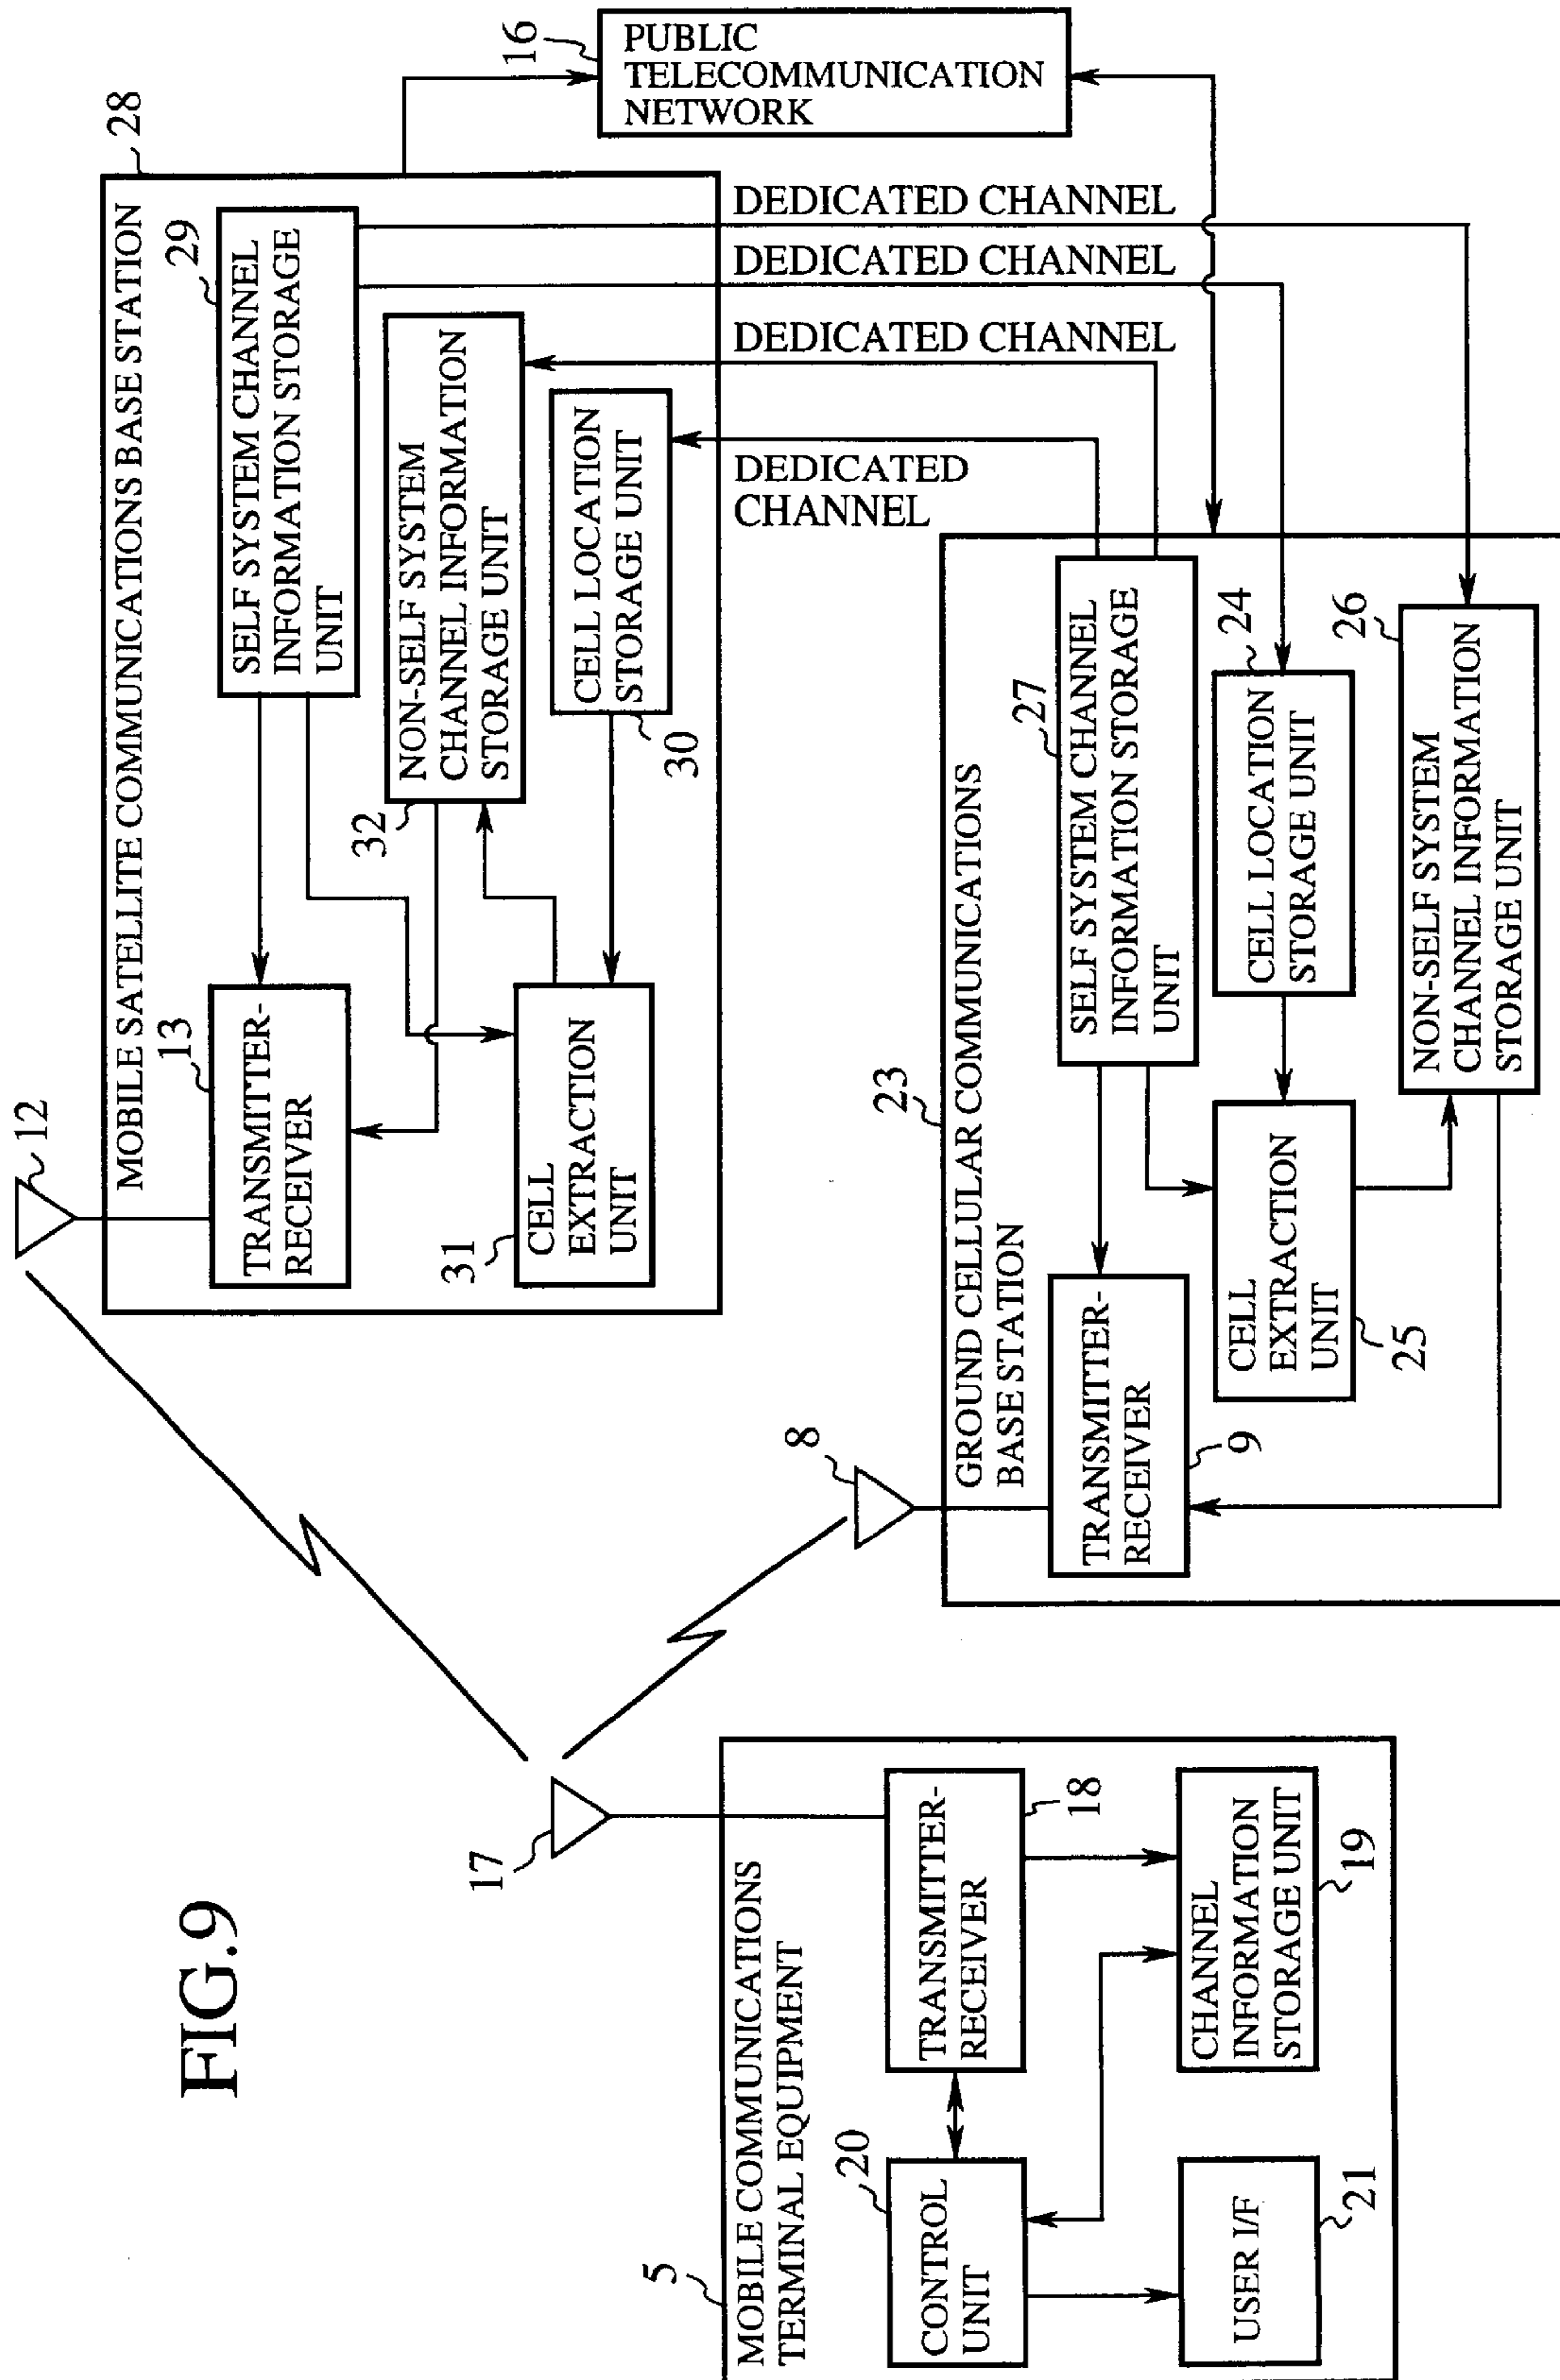 FIG.9
5
MOBILE COMMUNICATIONS
TERMINAL EQUIPMENT
17
TRANSMITTER-
RECEIVER
18
20
CONTROL
UNIT
CHANNEL
INFORMATION
STORAGE UNIT
19
USER I/F
21
12
28
MOBILE SATELLITE COMMUNICATIONS BASE STATION
13
TRANSMITTER-
RECEIVER
29
SELF SYSTEM CHANNEL
INFORMATION STORAGE
UNIT
32
NON-SELF SYSTEM
CHANNEL INFORMATION
STORAGE UNIT
31
CELL
EXTRACTION
UNIT
CELL LOCATION
STORAGE UNIT
30
16
PUBLIC
TELECOMMUNICATION
NETWORK
DEDICATED CHANNEL
DEDICATED CHANNEL
DEDICATED CHANNEL
DEDICATED
CHANNEL
8
23
GROUND CELLULAR COMMUNICATIONS
BASE STATION
TRANSMITTER-
RECEIVER
9
27
SELF SYSTEM CHANNEL
INFORMATION STORAGE
UNIT
CELL
EXTRACTION
UNIT
25
24
CELL LOCATION
STORAGE UNIT
26
NON-SELF SYSTEM
CHANNEL INFORMATION
STORAGE UNIT